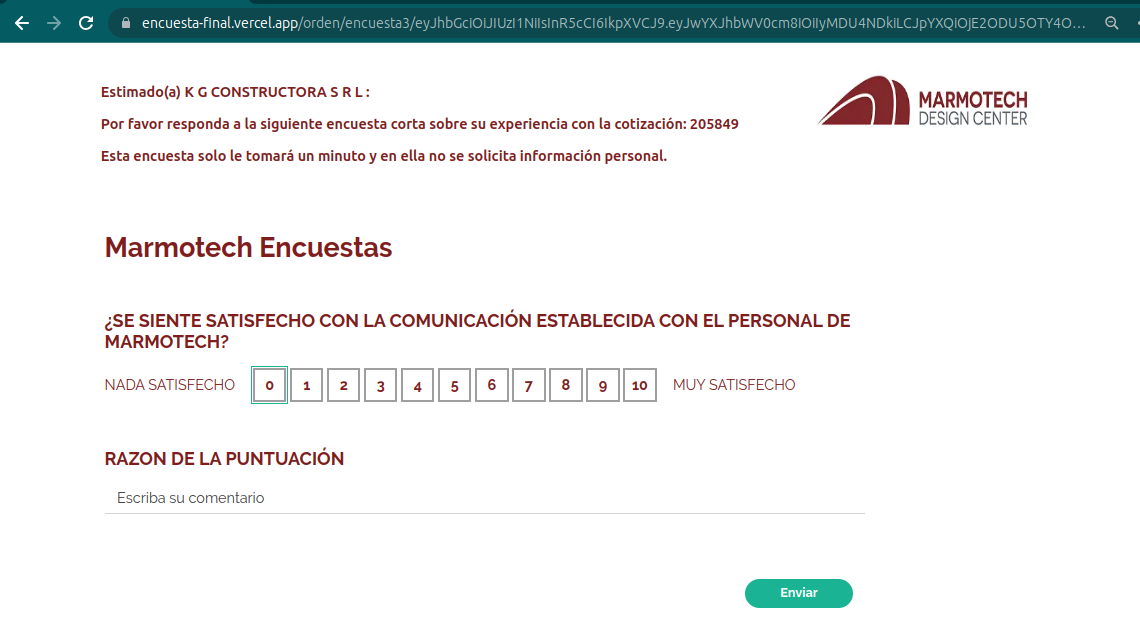 encuesta-final.vercel.app/orden/encuesta3/eyJhbGciOiJIUzI1NiIsInR5cCI6IkpXVCJ9.eyJwYXJhbWV0cm8iOiIyMDU4NDkiLCJpYXQiOjE2ODU5OTY4O...
Estimado(a) K G CONSTRUCTORA S R L :
Por favor responda a la siguiente encuesta corta sobre su experiencia con la cotización: 205849
Esta encuesta solo le tomará un minuto y en ella no se solicita información personal.
MARMOTECH
DESIGN CENTER
Marmotech Encuestas
¿SE SIENTE SATISFECHO CON LA COMUNICACIÓN ESTABLECIDA CON EL PERSONAL DE
MARMOTECH?
NADA SATISFECHO 0 1 2 3 4 5 6 7 8 9 10 MUY SATISFECHO
RAZON DE LA PUNTUACIÓN
Escriba su comentario
Enviar